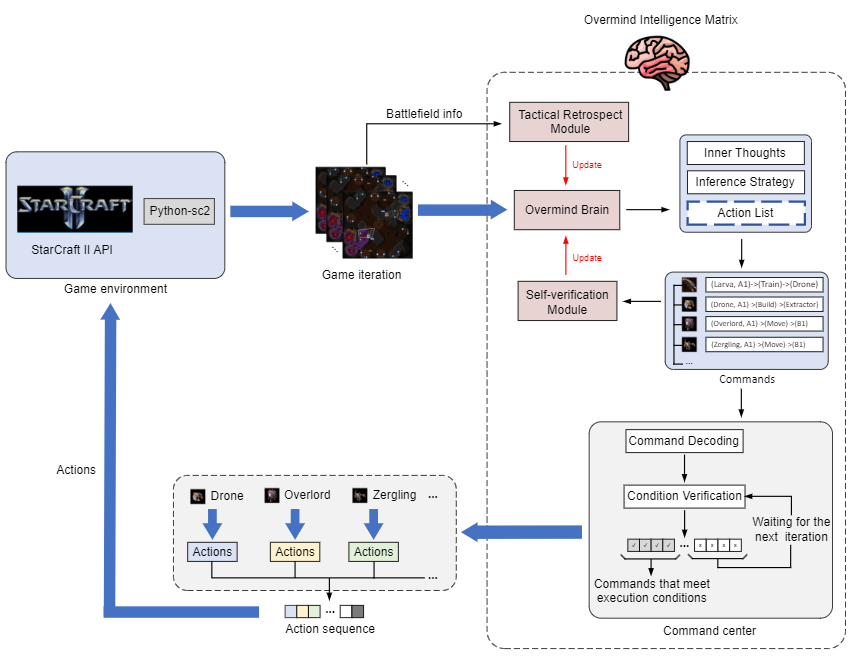 Overmind Intelligence Matrix
Battlefield info
Tactical Retrospect
Module
Update
Inner Thoughts
Inference Strategy
Action List
STARCRAFT
II
Python-sc2
StarCraft II API
Game environment
Game iteration
Overmind Brain
Update
Self-verification
Module
(Larva, A1)->(Train)->(Drone)
(Drone, A1) >(Build) >(Extractor)
(Overlord, A1) >(Move) >(B1)
(Zergling, A1) >(Move) >(B1)
...
Commands
Command Decoding
Condition Verification
Waiting for the
next iteration
✓ ✓ ✓ ✓ ... x x x x
Commands that meet
execution conditions
Command center
Actions
Drone Overlord Zergling ...
Actions Actions Actions
...
...
Action sequence